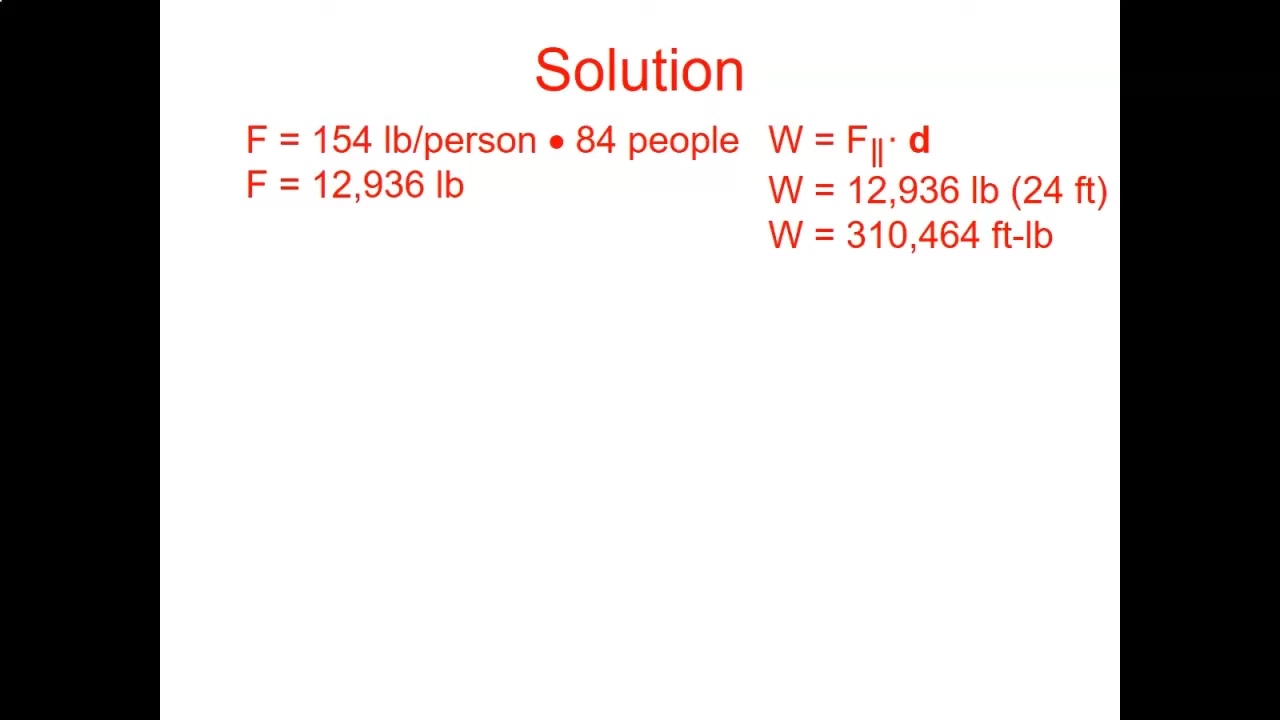 Solution
F = 154 lb/person • 84 people
F = 12,936 lb
W = F∥ · d
W = 12,936 lb (24 ft)
W = 310,464 ft-lb